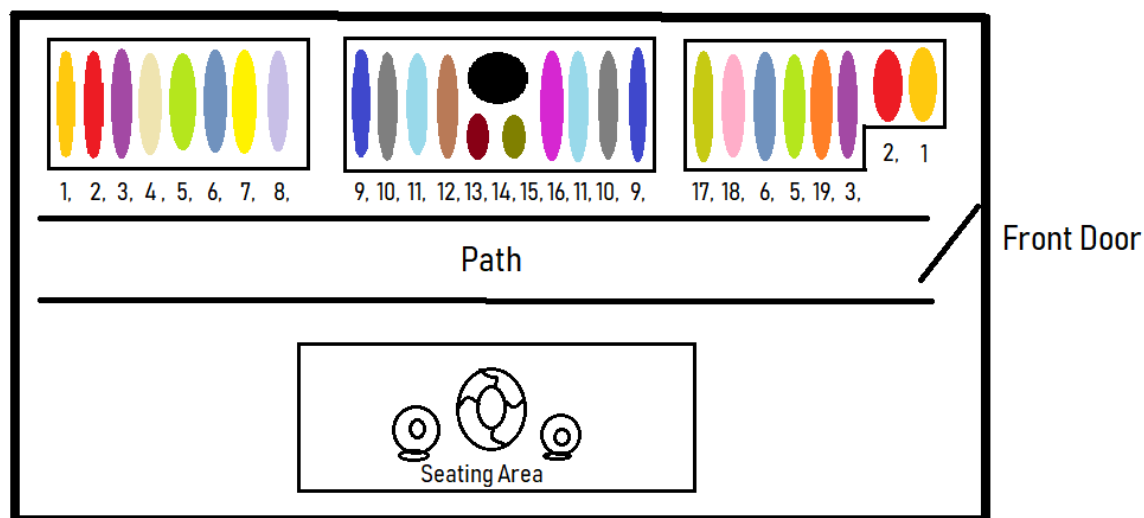 1, 2, 3, 4, 5, 6, 7, 8,
9, 10, 11, 12, 13, 14, 15, 16, 11, 10, 9,
17, 18, 6, 5, 19, 3,
2, 1
Path
Front Door
Seating Area